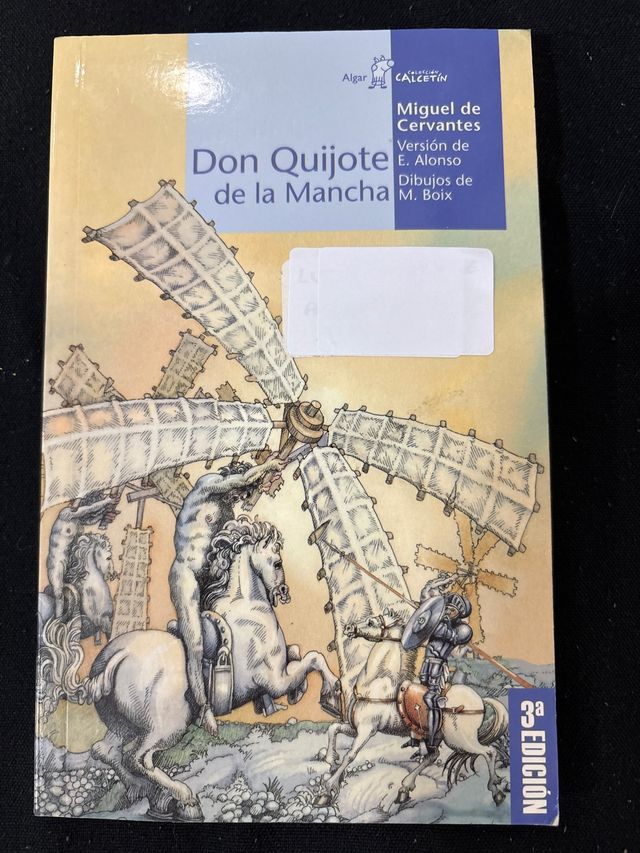 Algar
COLECCIÓN
CALCETÍN
Miguel de
Cervantes
Versión de
E. Alonso
Dibujos de
M. Boix
Don Quijote
de la Mancha
3ª EDICIÓN